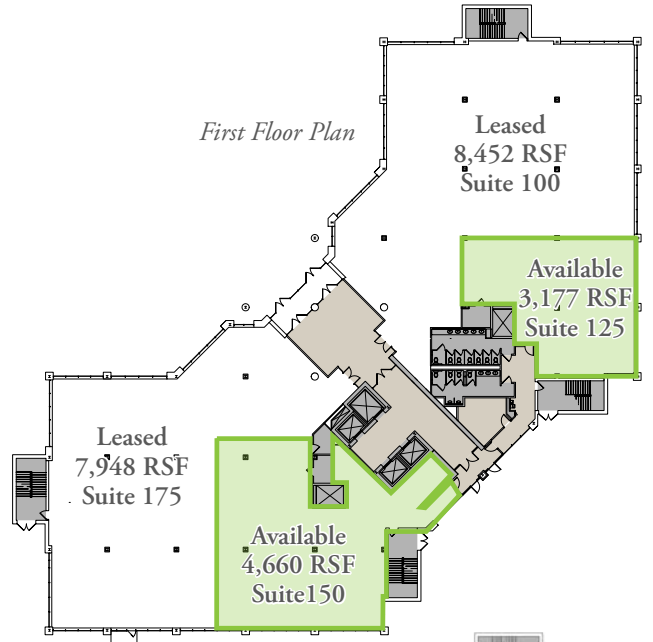 First Floor Plan
Leased
8,452 RSF
Suite 100
Available
3,177 RSF
Suite 125
Leased
7,948 RSF
Suite 175
Available
4,660 RSF
Suite150